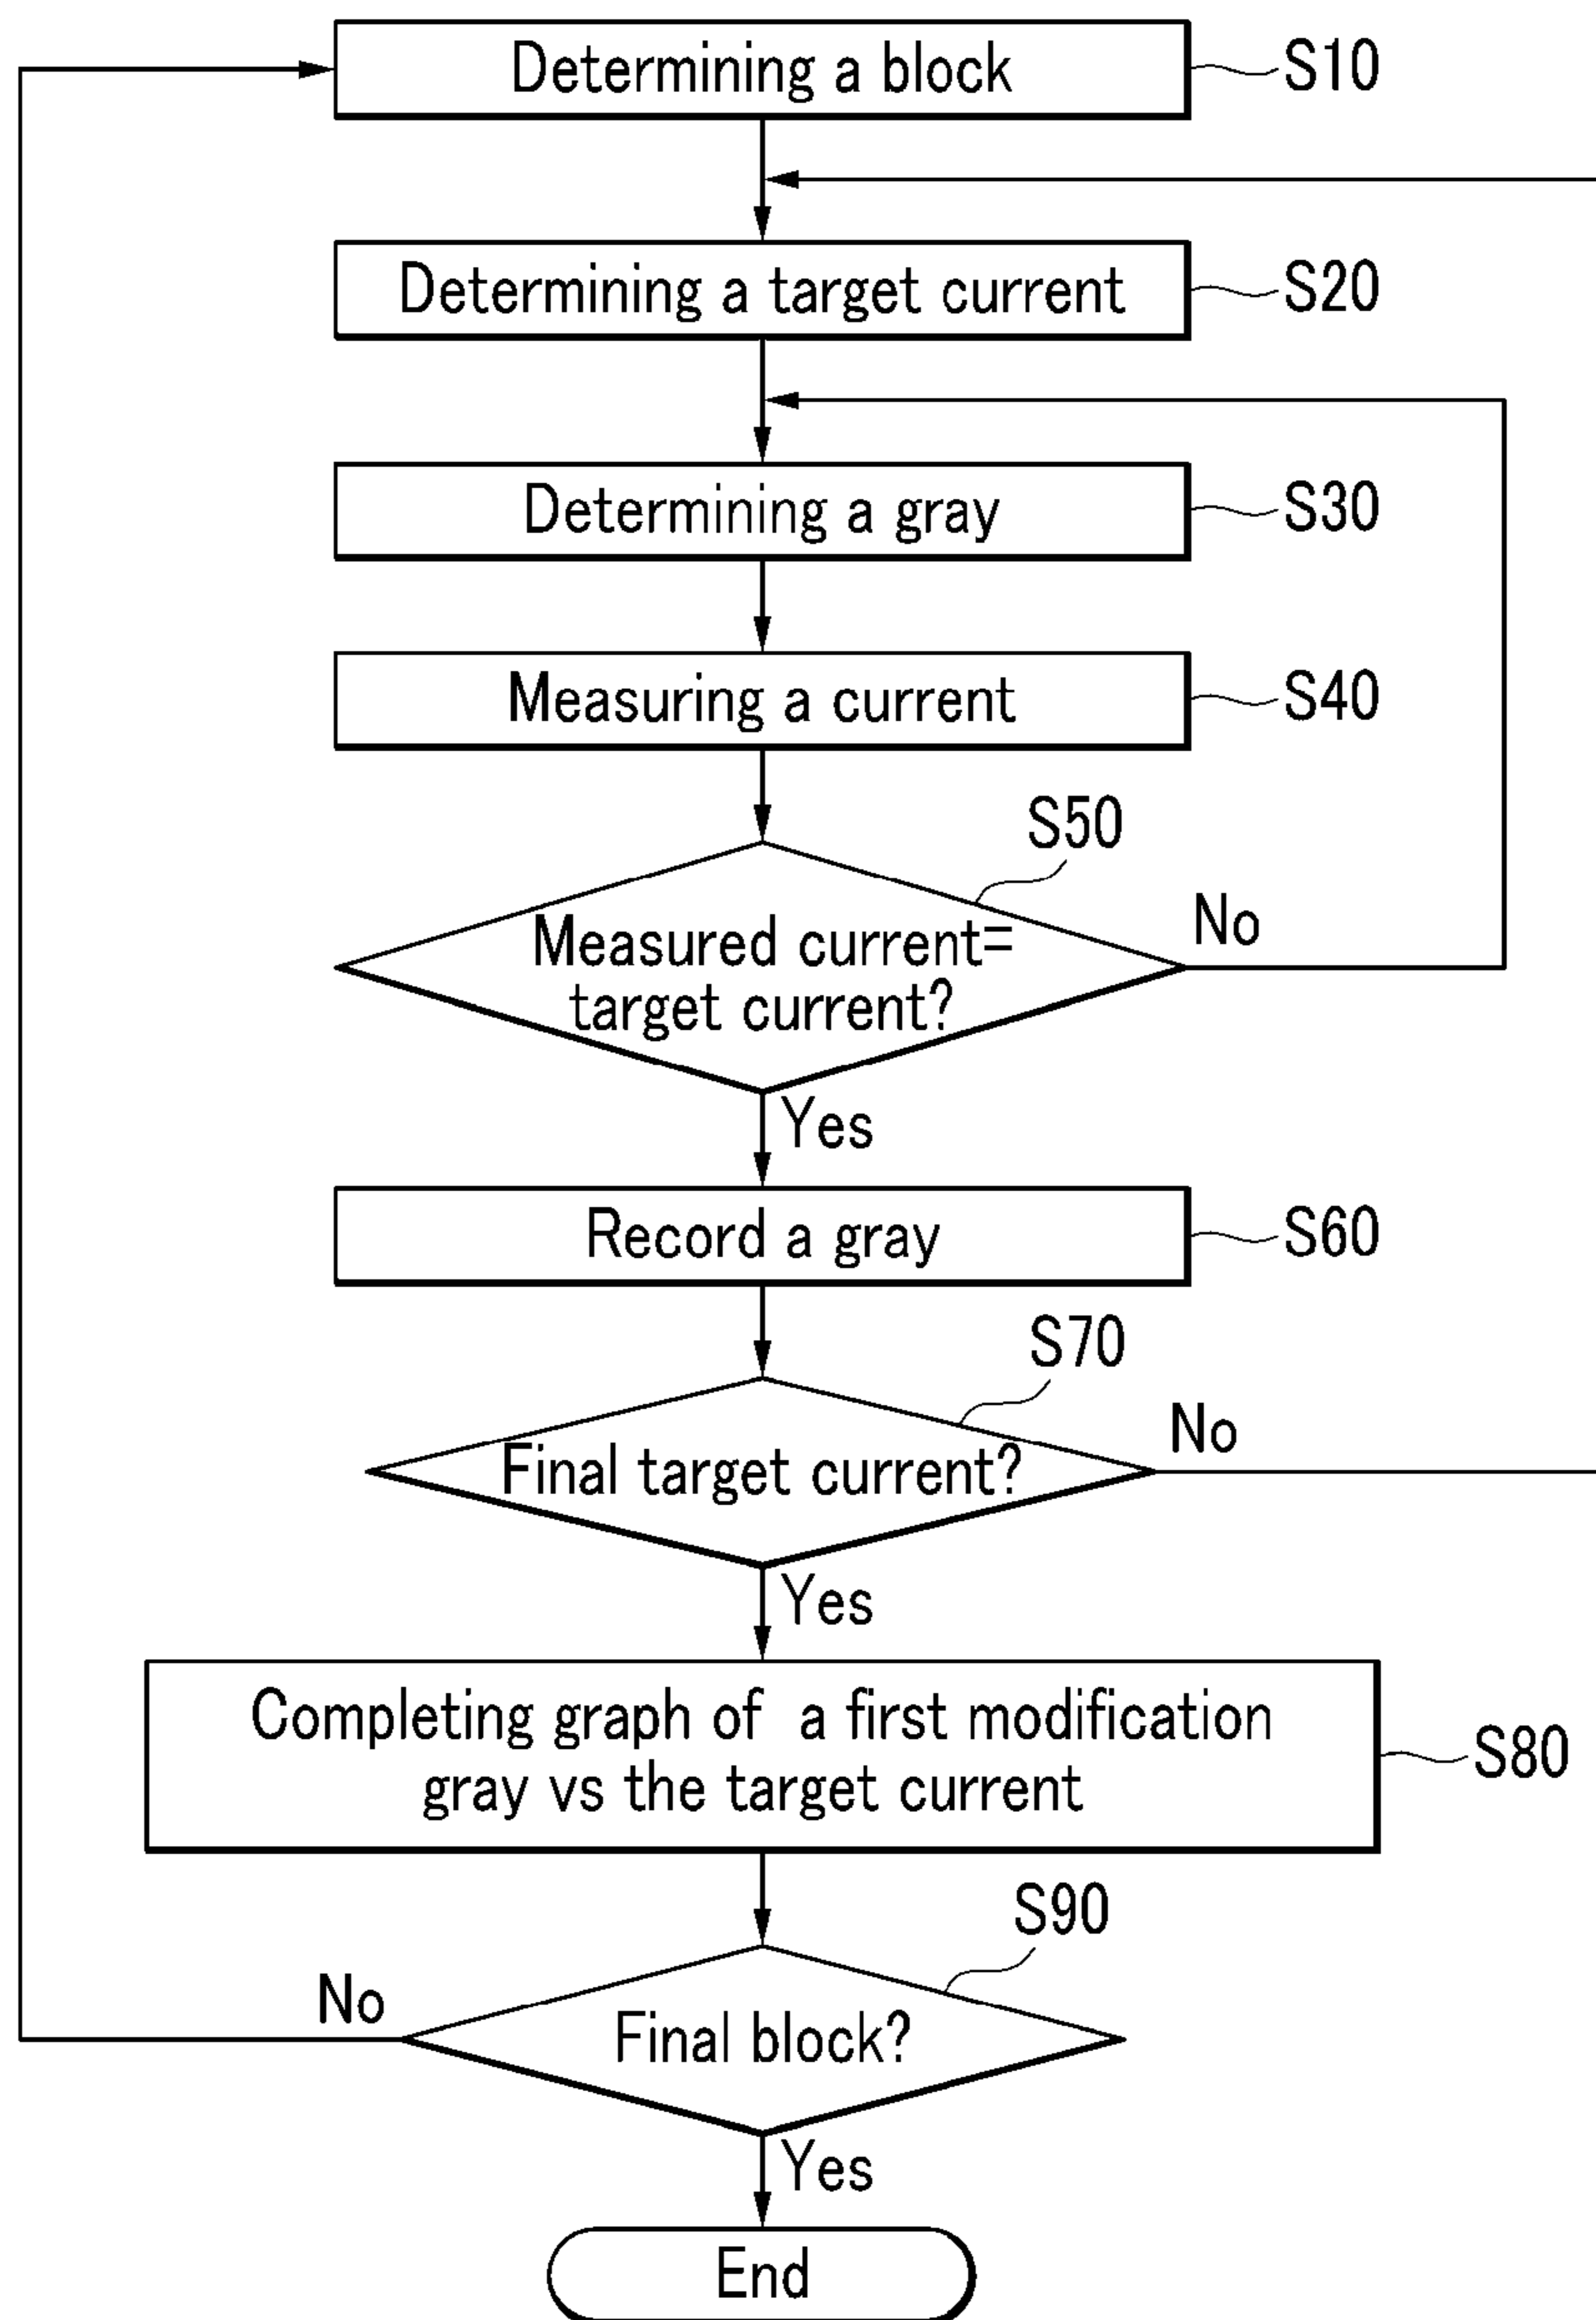 Determining a block
S10
Determining a target current
S20
Determining a gray
S30
Measuring a current
S40
S50
Measured current=
target current?
No
Yes
Record a gray
S60
S70
Final target current?
No
Yes
Completing graph of a first modification
gray vs the target current
S80
S90
Final block?
No
Yes
End